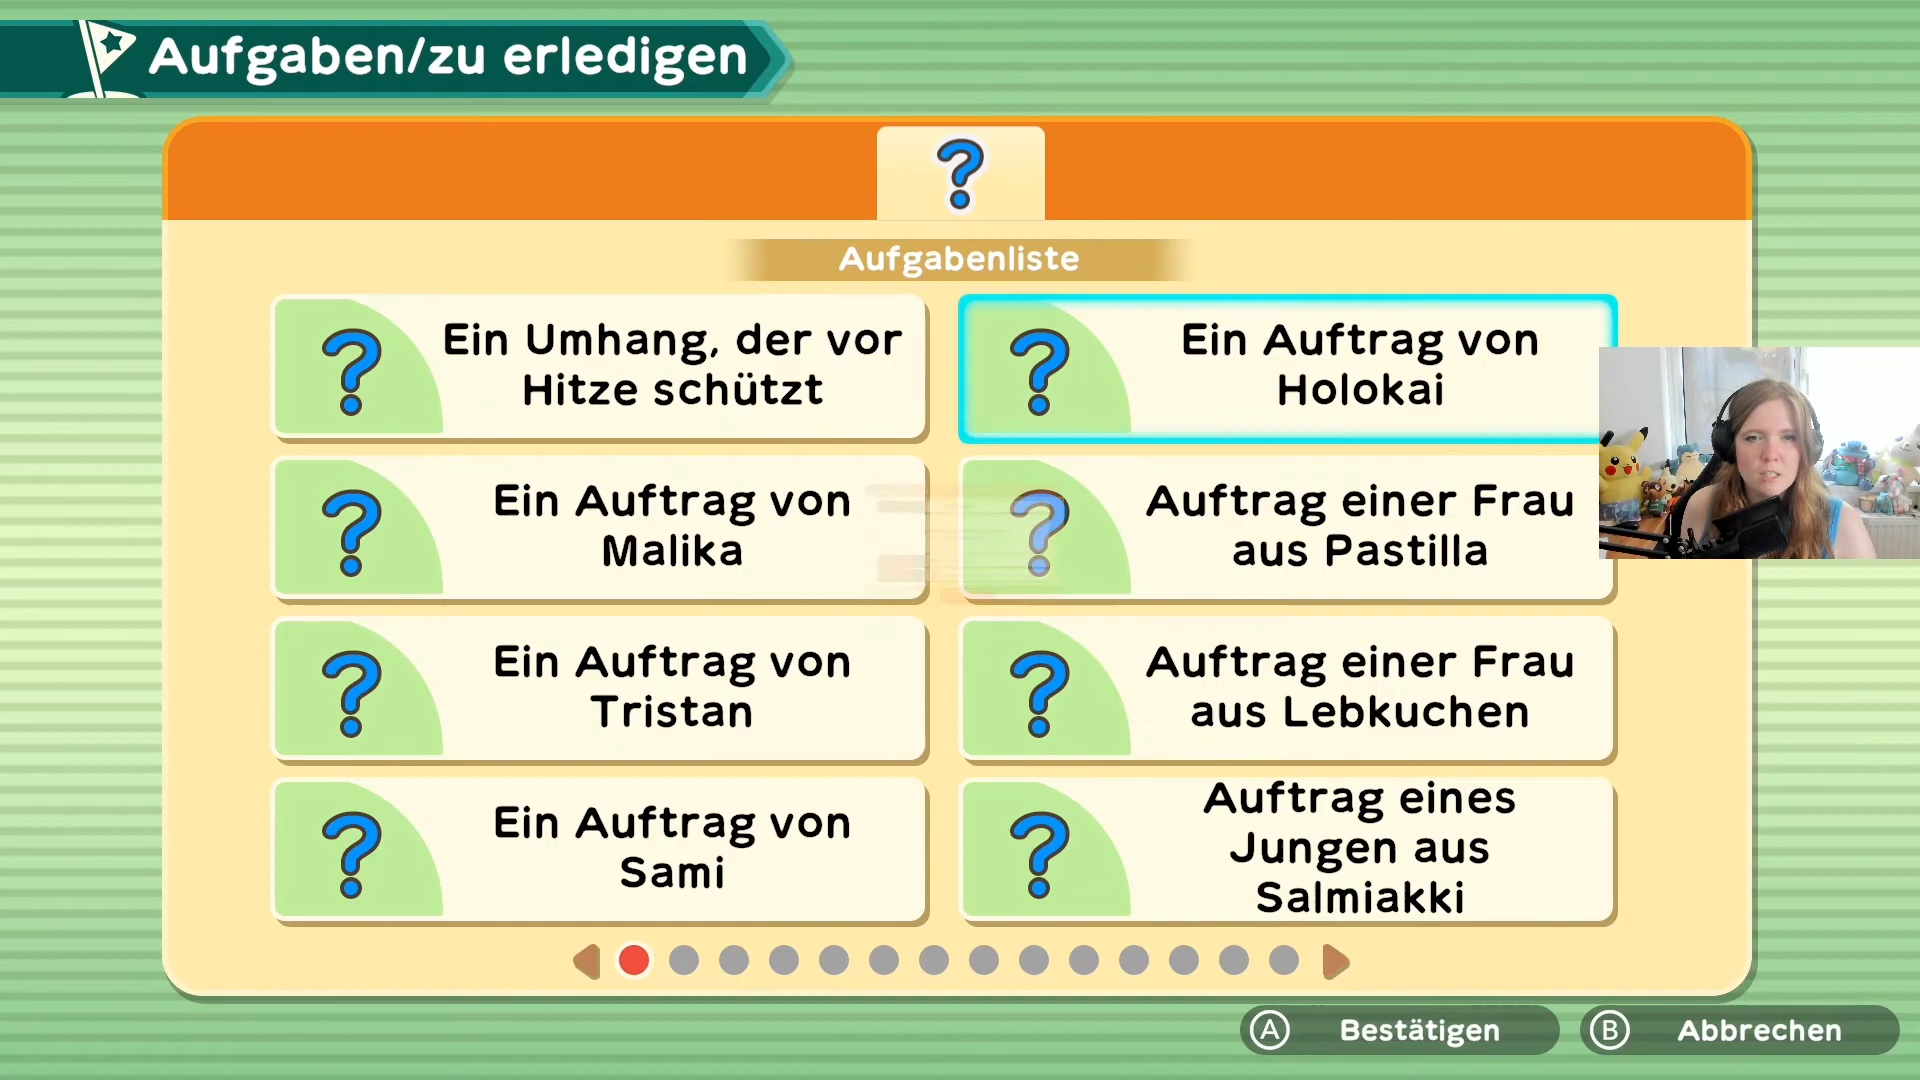 Aufgaben/zu erledigen
Aufgabenliste
Ein Umhang, der vor
Hitze schützt
Ein Auftrag von
Holokai
Ein Auftrag von
Malika
Auftrag einer Frau
aus Pastilla
Ein Auftrag von
Tristan
Auftrag einer Frau
aus Lebkuchen
Ein Auftrag von
Sami
Auftrag eines
Jungen aus
Salmiakki
A Bestätigen
B Abbrechen